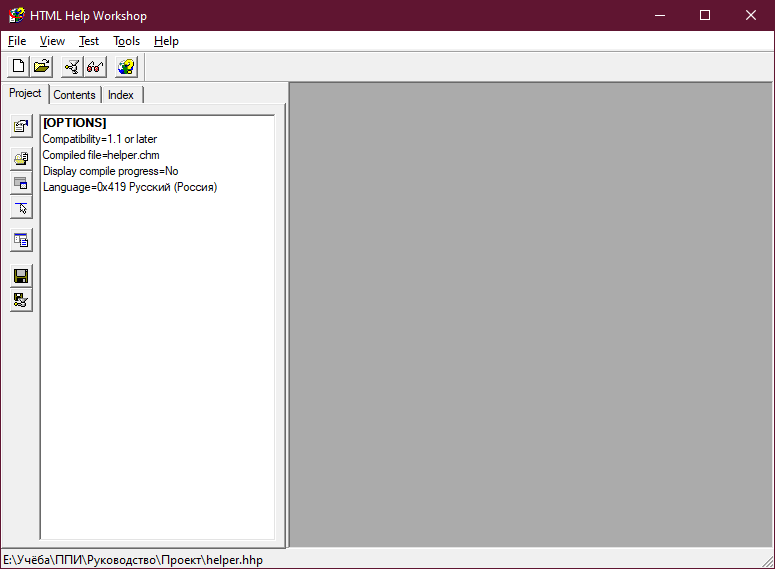 HTML Help Workshop
File View Test Tools Help
Project Contents Index
[OPTIONS]
Compatibility=1.1 or later
Compiled file=helper.chm
Display compile progress=No
Language=0x419 Русский (Россия)
E:\Учёба\ППИ\Руководство\Проект\helper.hhp